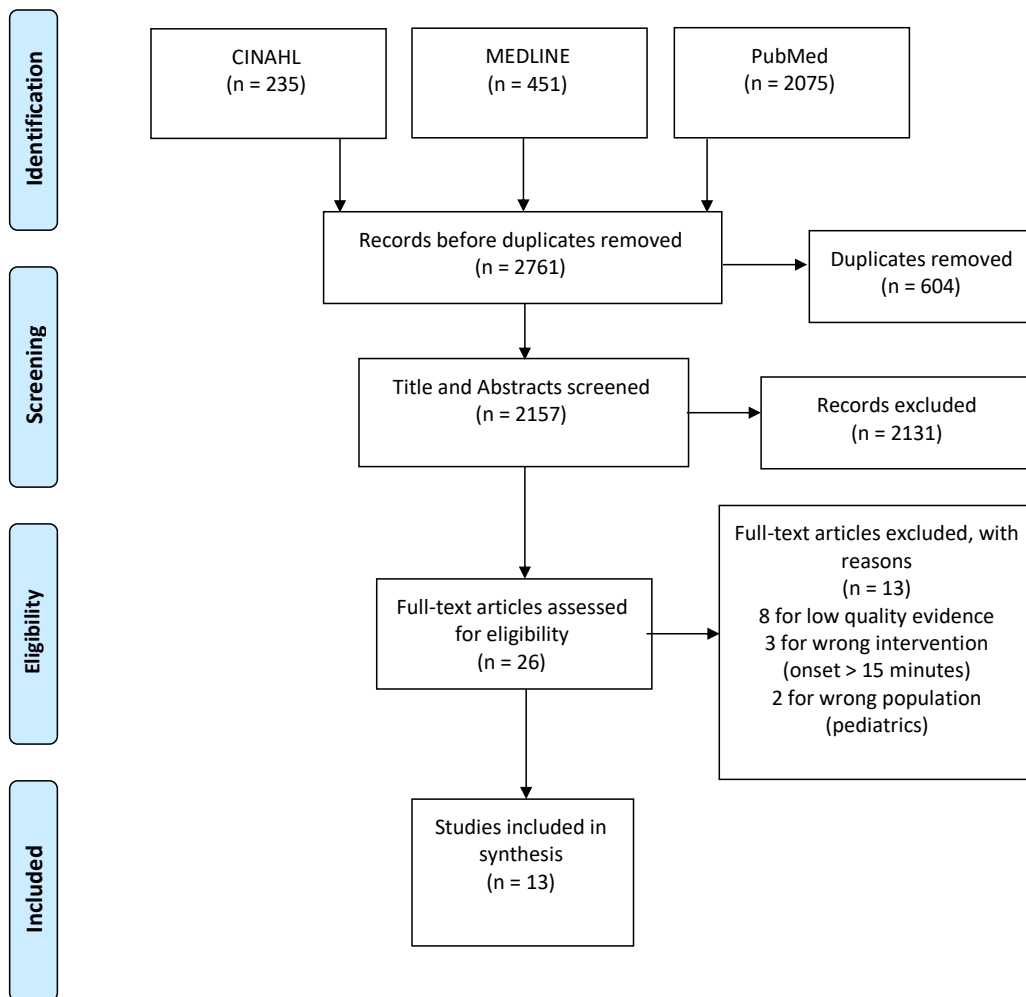 Identification
CINAHL
(n = 235)
MEDLINE
(n = 451)
PubMed
(n = 2075)
Records before duplicates removed
(n = 2761)
Duplicates removed
(n = 604)
Screening
Title and Abstracts screened
(n = 2157)
Records excluded
(n = 2131)
Eligibility
Full-text articles assessed
for eligibility
(n = 26)
Full-text articles excluded, with
reasons
(n = 13)
8 for low quality evidence
3 for wrong intervention
(onset > 15 minutes)
2 for wrong population
(pediatrics)
Included
Studies included in
synthesis
(n = 13)